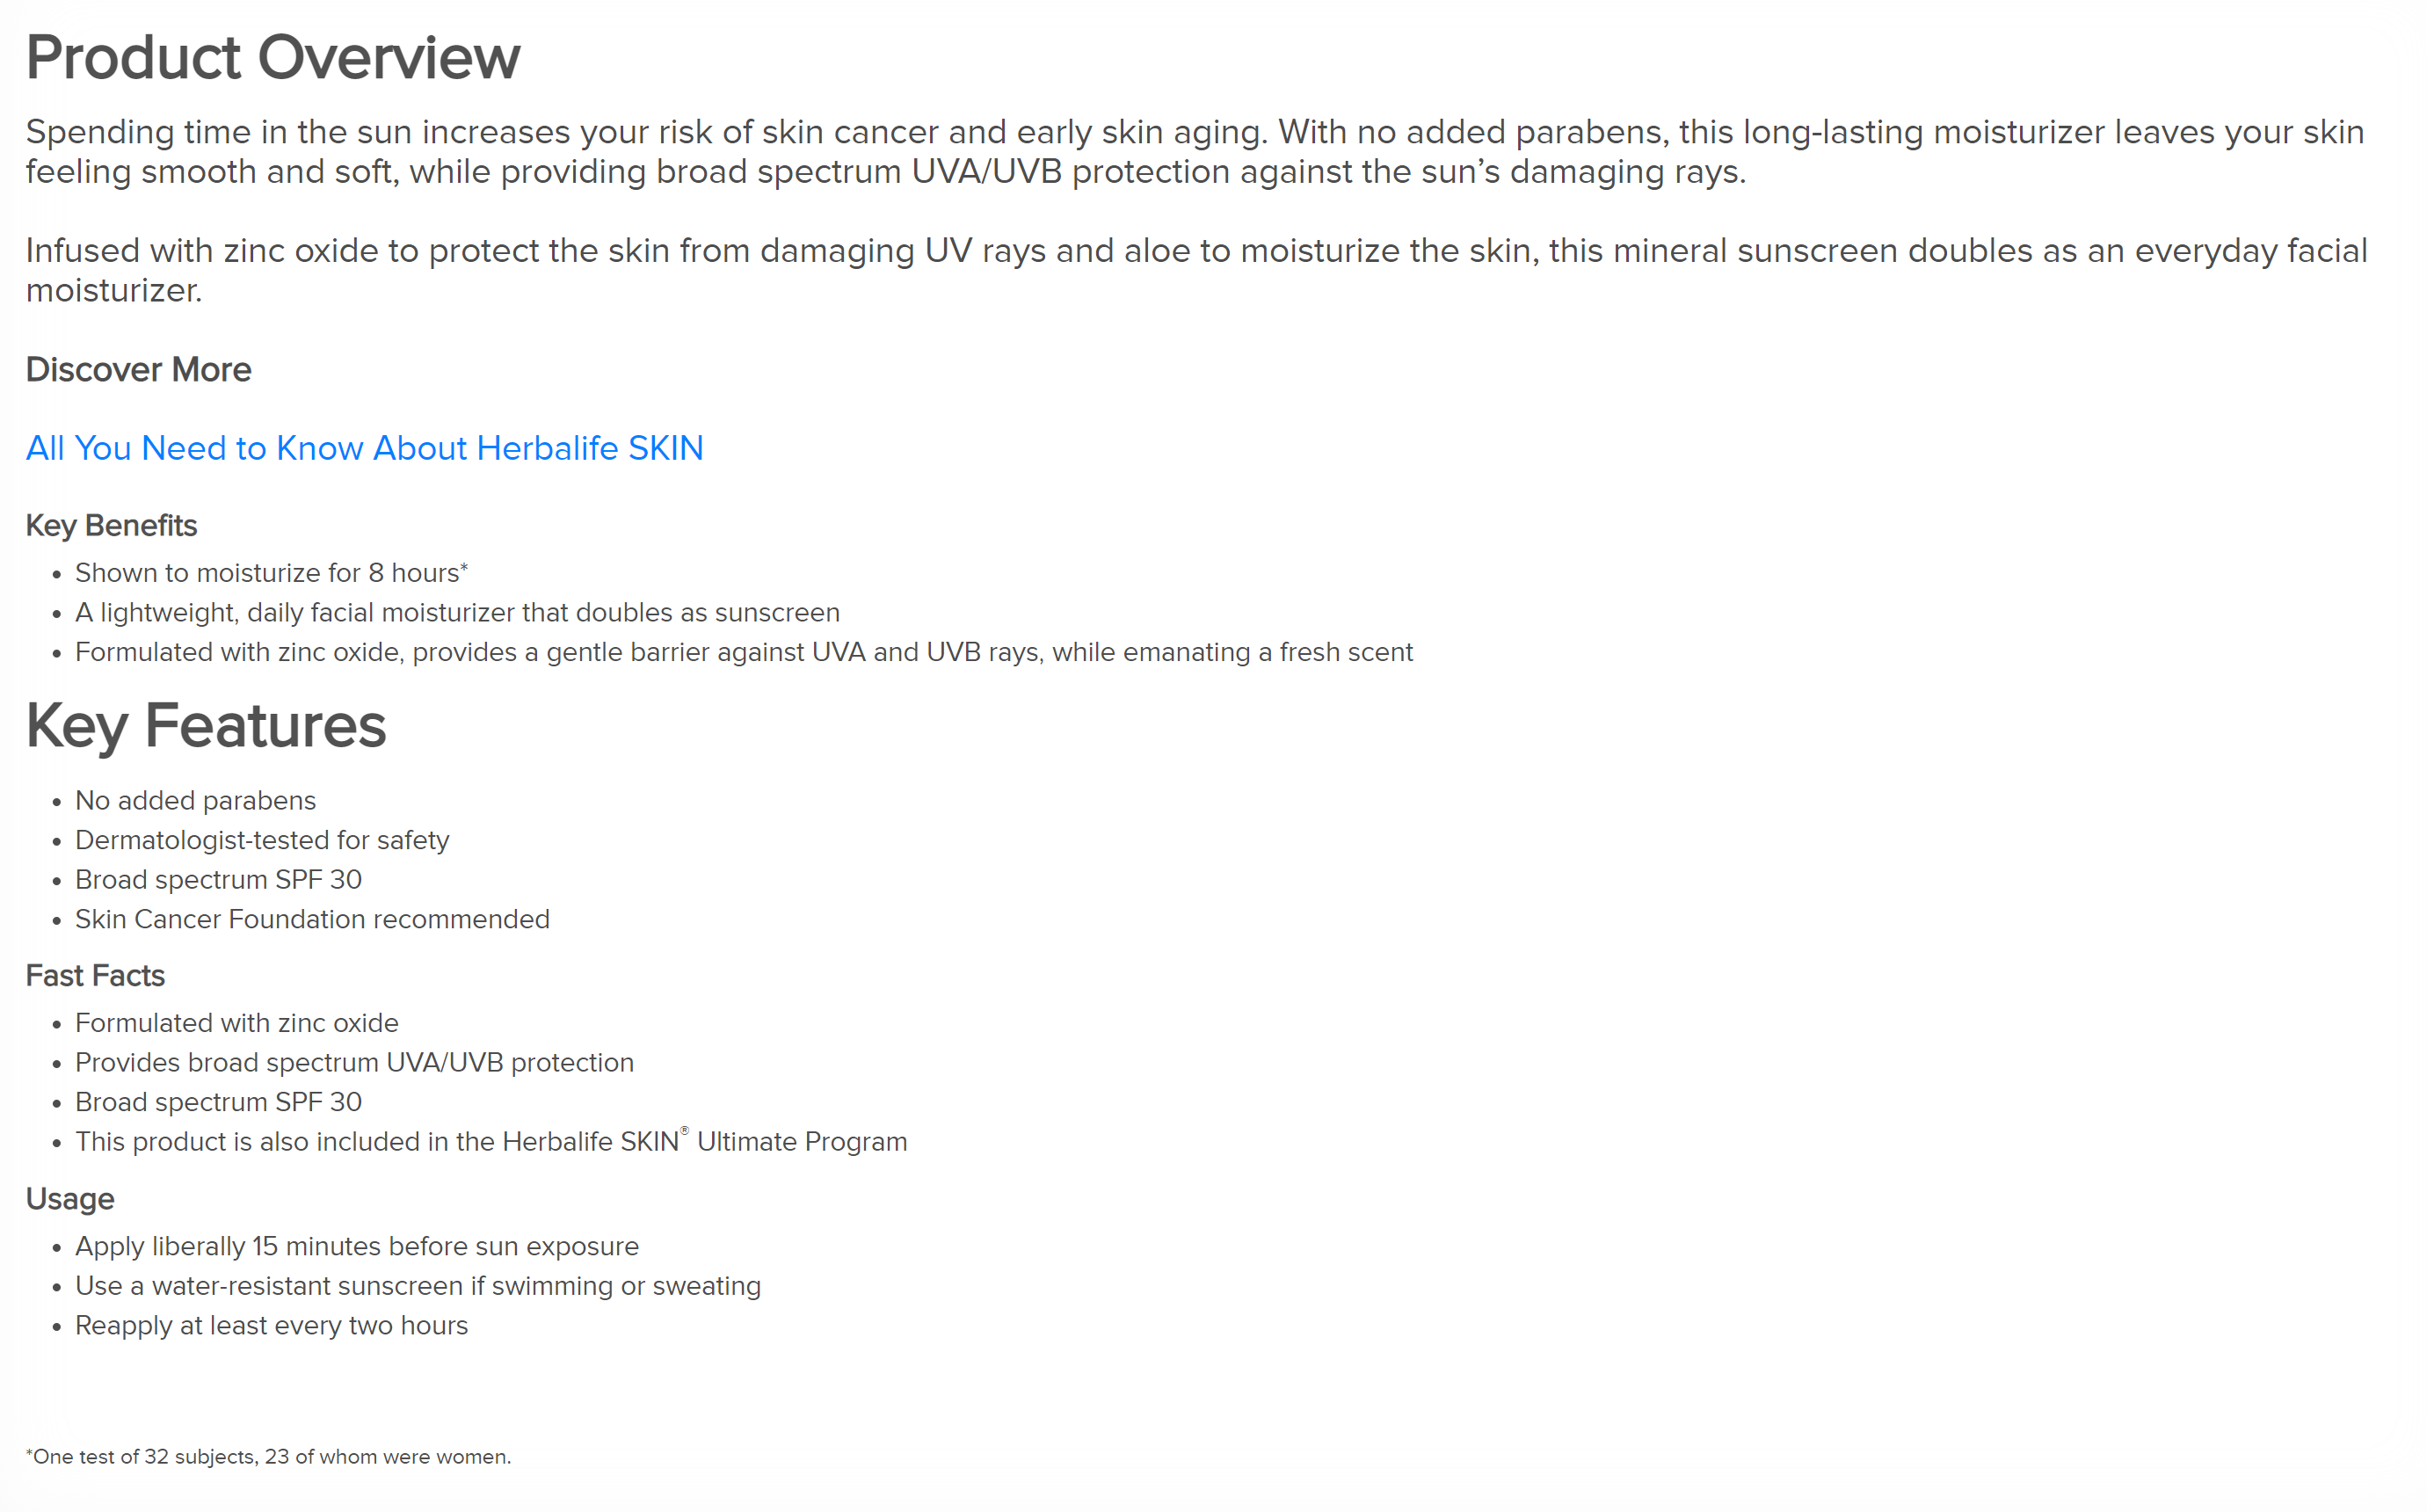 Product Overview
Spending time in the sun increases your risk of skin cancer and early skin aging. With no added parabens, this long-lasting moisturizer leaves your skin
feeling smooth and soft, while providing broad spectrum UVA/UVB protection against the sun’s damaging rays.
Infused with zinc oxide to protect the skin from damaging UV rays and aloe to moisturize the skin, this mineral sunscreen doubles as an everyday facial
moisturizer.
Discover More
All You Need to Know About Herbalife SKIN
Key Benefits
• Shown to moisturize for 8 hours*
• A lightweight, daily facial moisturizer that doubles as sunscreen
• Formulated with zinc oxide, provides a gentle barrier against UVA and UVB rays, while emanating a fresh scent
Key Features
• No added parabens
• Dermatologist-tested for safety
• Broad spectrum SPF 30
• Skin Cancer Foundation recommended
Fast Facts
• Formulated with zinc oxide
• Provides broad spectrum UVA/UVB protection
• Broad spectrum SPF 30
• This product is also included in the Herbalife SKIN® Ultimate Program
Usage
• Apply liberally 15 minutes before sun exposure
• Use a water-resistant sunscreen if swimming or sweating
• Reapply at least every two hours
*One test of 32 subjects, 23 of whom were women.